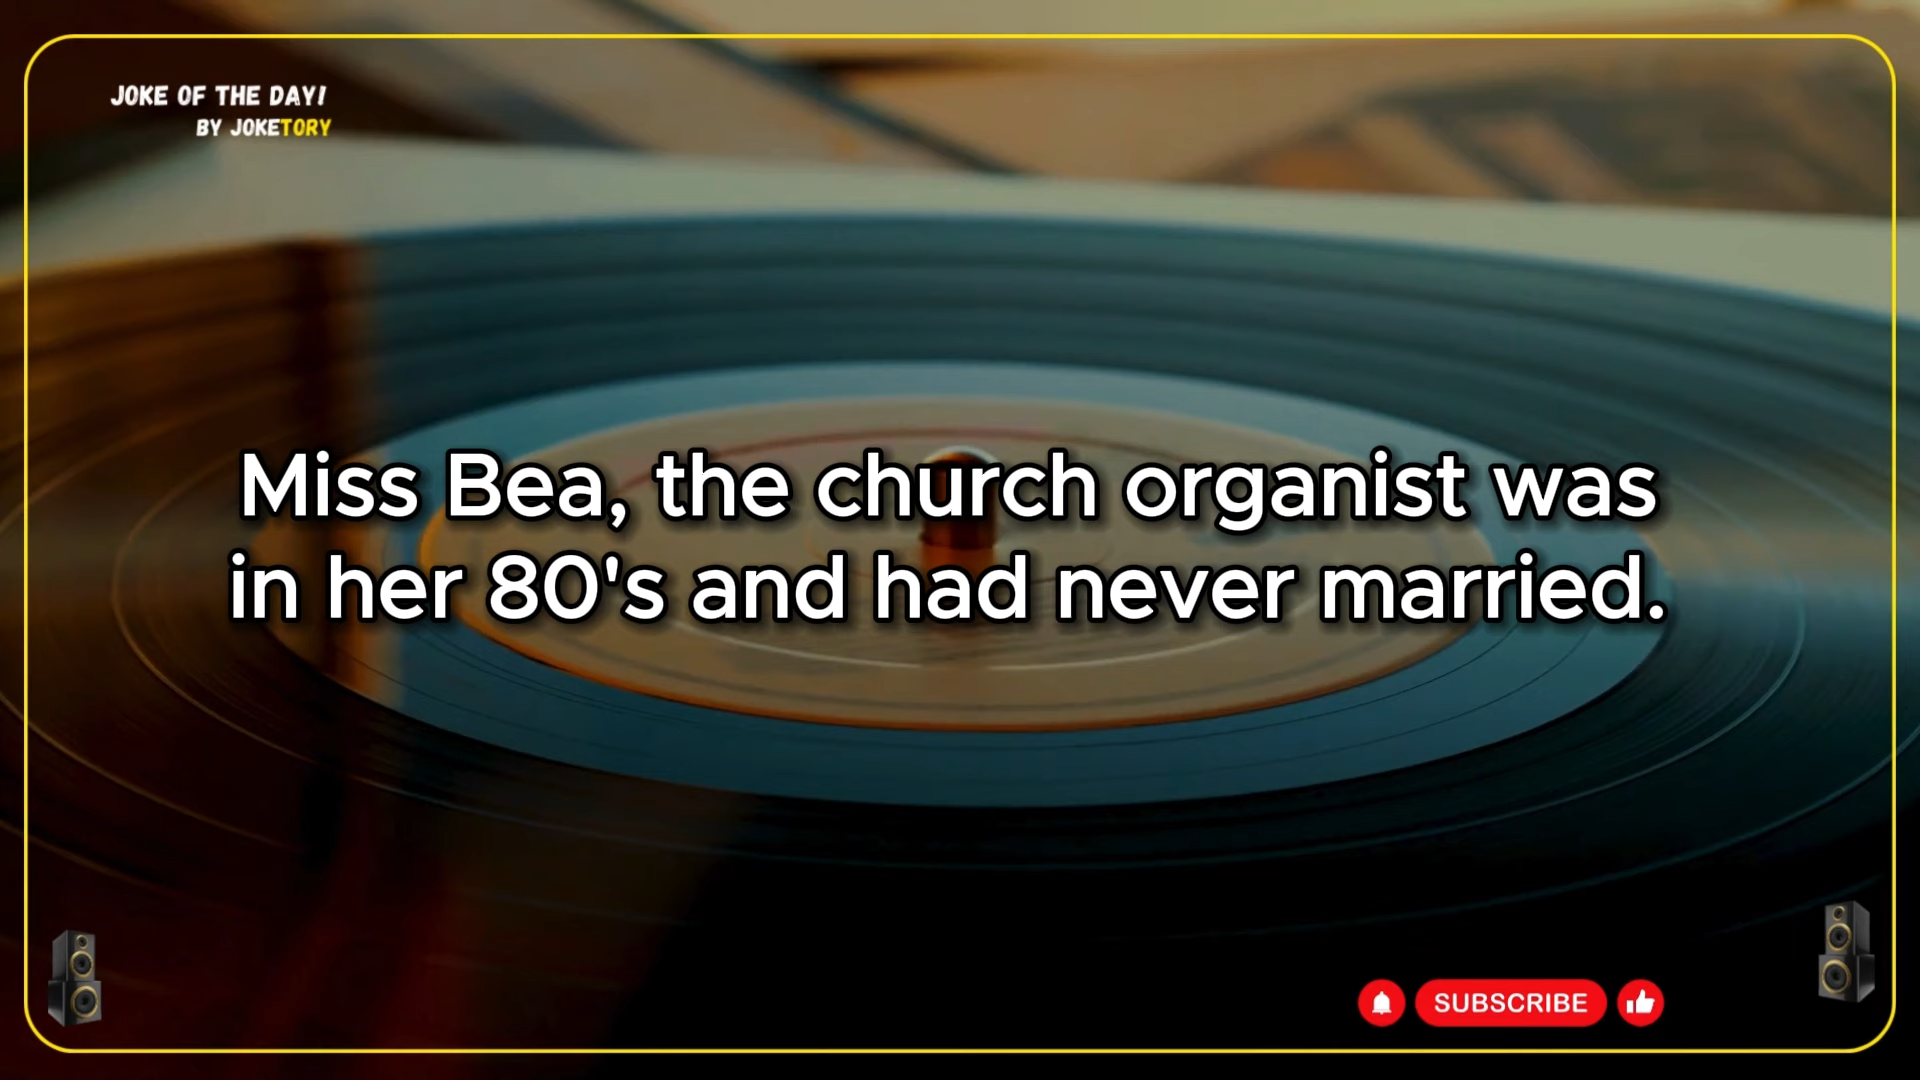 JOKE OF THE DAY!
BY JOKETORY
Miss Bea, the church organist was
in her 80's and had never married.
SUBSCRIBE